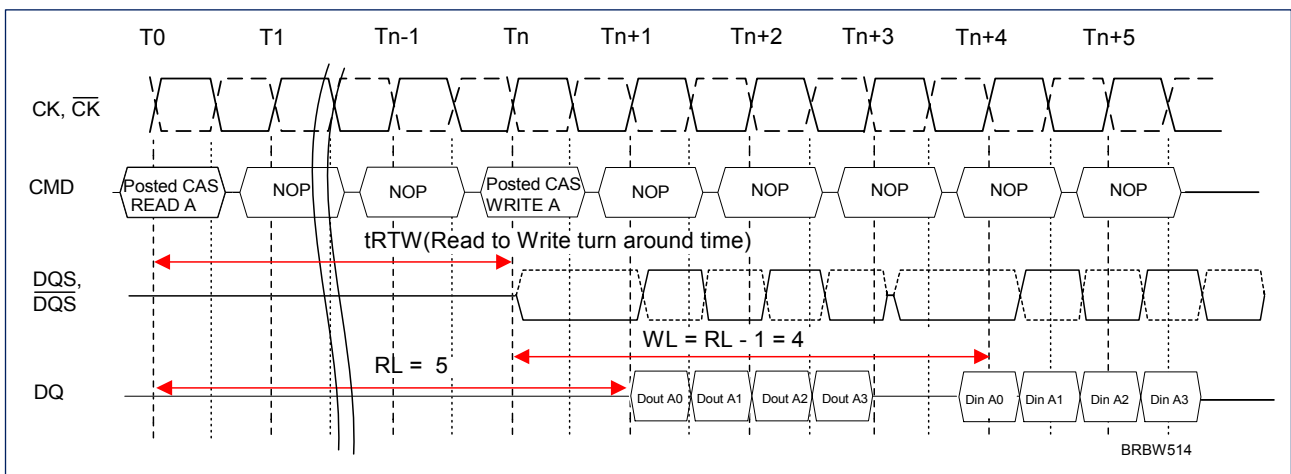 T0 T1 Tn-1 Tn Tn+1 Tn+2 Tn+3 Tn+4 Tn+5
CK, C̅K̅
CMD
Posted CAS
READ A
NOP
NOP
Posted CAS
WRITE A
NOP
NOP
NOP
NOP
NOP
tRTW(Read to Write turn around time)
DQS,
D̅Q̅S̅
WL = RL - 1 = 4
RL = 5
DQ
Dout A0 Dout A1 Dout A2 Dout A3 Din A0 Din A1 Din A2 Din A3
BRBW514